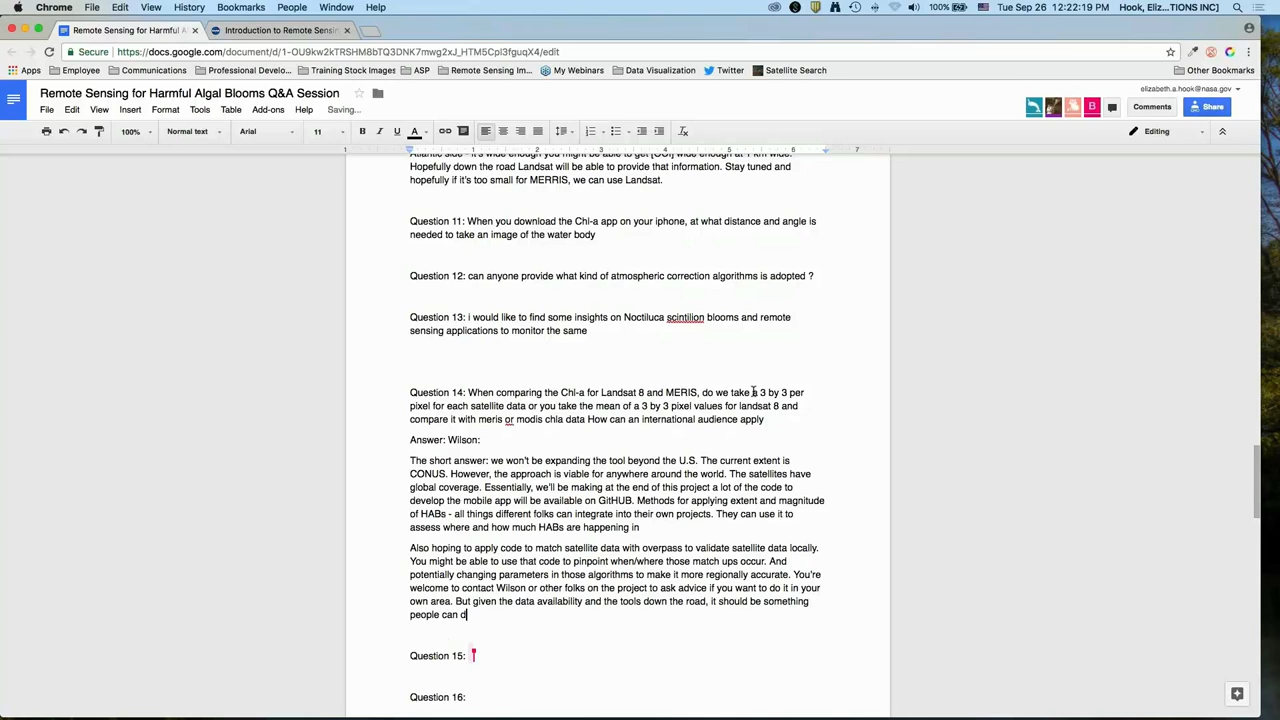 Chrome File Edit View History Bookmarks People Window Help 100% Tue Sep 26 12:22:19 PM Hook, Eliz...TIONS INC]
Remote Sensing for Harmful Al × Introduction to Remote Sensin ×
Secure https://docs.google.com/document/d/1-OU9kw2kTRSHM8bTQ3DNK7mwg2xJ_HTM5Cpl3fguqX4/edit
Apps Employee Communications Professional Develo... Training Stock Images ASP Remote Sensing Im... My Webinars Data Visualization Twitter Satellite Search Other Bookmarks
Remote Sensing for Harmful Algal Blooms Q&A Session
elizabeth.a.hook@nasa.gov
File Edit View Insert Format Tools Table Add-ons Help Saving...
B Comments Share
100% Normal text Arial 11 B I U A Editing
1 1 2 3 4 5 6 7
Atlantic side - it's wide enough you might be able to get [CCI] wide enough at 1 km wide.
Hopefully down the road Landsat will be able to provide that information. Stay tuned and
hopefully if it's too small for MERRIS, we can use Landsat.
Question 11: When you download the Chl-a app on your iphone, at what distance and angle is
needed to take an image of the water body
Question 12: can anyone provide what kind of atmospheric correction algorithms is adopted ?
Question 13: i would like to find some insights on Noctiluca scintilion blooms and remote
sensing applications to monitor the same
Question 14: When comparing the Chl-a for Landsat 8 and MERIS, do we take a 3 by 3 per
pixel for each satellite data or you take the mean of a 3 by 3 pixel values for landsat 8 and
compare it with meris or modis chla data How can an international audience apply
Answer: Wilson:
The short answer: we won't be expanding the tool beyond the U.S. The current extent is
CONUS. However, the approach is viable for anywhere around the world. The satellites have
global coverage. Essentially, we'll be making at the end of this project a lot of the code to
develop the mobile app will be available on GitHUB. Methods for applying extent and magnitude
of HABs - all things different folks can integrate into their own projects. They can use it to
assess where and how much HABs are happening in
Also hoping to apply code to match satellite data with overpass to validate satellite data locally.
You might be able to use that code to pinpoint when/where those match ups occur. And
potentially changing parameters in those algorithms to make it more regionally accurate. You're
welcome to contact Wilson or other folks on the project to ask advice if you want to do it in your
own area. But given the data availability and the tools down the road, it should be something
people can d
Question 15:
Question 16: